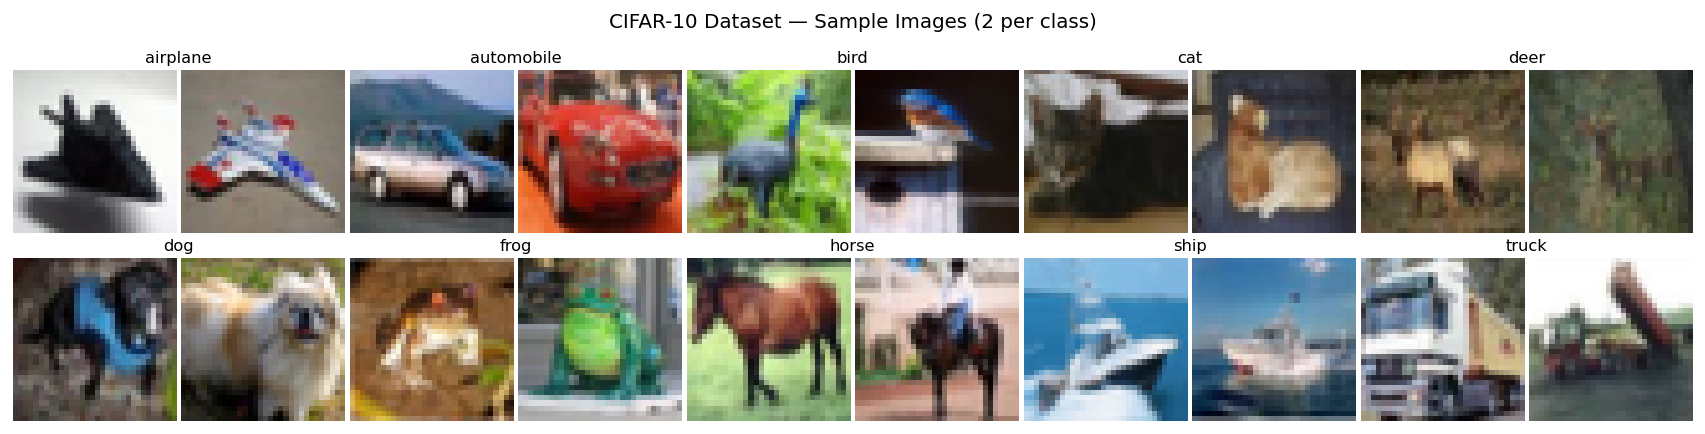 CIFAR-10 Dataset — Sample Images (2 per class)
airplane automobile bird cat deer
dog frog horse ship truck